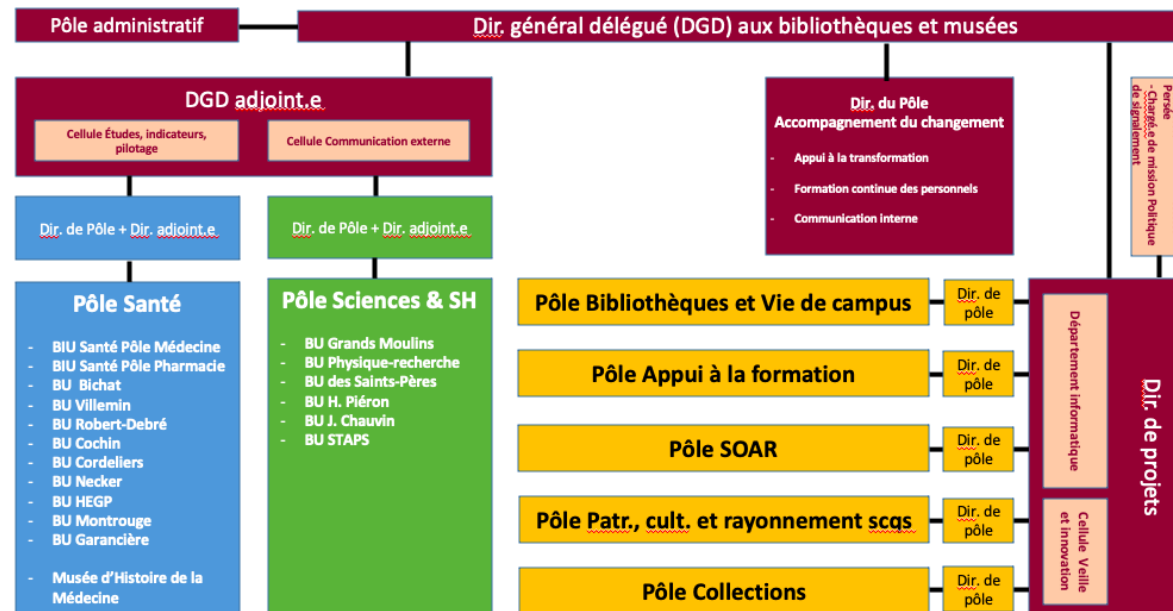 Pôle administratif
Dir. général délégué (DGD) aux bibliothèques et musées
DGD adjoint.e
Cellule Études, indicateurs,
pilotage
Cellule Communication externe
Dir. du Pôle
Accompagnement du changement
- Appui à la transformation
- Formation continue des personnels
- Communication interne
Persée
- Chargé.e de mission Politique
de signalement
Dir. de Pôle + Dir. adjoint.e
Dir. de Pôle + Dir. adjoint.e
Pôle Santé
- BIU Santé Pôle Médecine
- BIU Santé Pôle Pharmacie
- BU Bichat
- BU Villemin
- BU Robert-Debré
- BU Cochin
- BU Cordeliers
- BU Necker
- BU HEGP
- BU Montrouge
- BU Garancière
- Musée d'Histoire de la
Médecine
Pôle Sciences & SH
- BU Grands Moulins
- BU Physique-recherche
- BU des Saints-Pères
- BU H. Piéron
- BU J. Chauvin
- BU STAPS
Pôle Bibliothèques et Vie de campus
Dir. de
pôle
Pôle Appui à la formation
Dir. de
pôle
Pôle SOAR
Dir. de
pôle
Pôle Patr., cult. et rayonnement scqs
Dir. de
pôle
Pôle Collections
Dir. de
pôle
Département informatique
Cellule Veille
et innovation
Dir. de projets